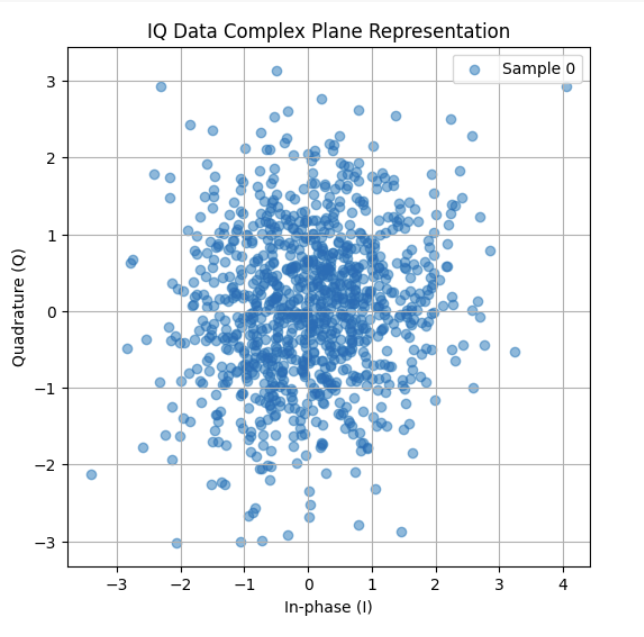 IQ Data Complex Plane Representation
Sample 0
Quadrature (Q)
3
2
1
0
−1
−2
−3
−3 −2 −1 0 1 2 3 4
In-phase (I)